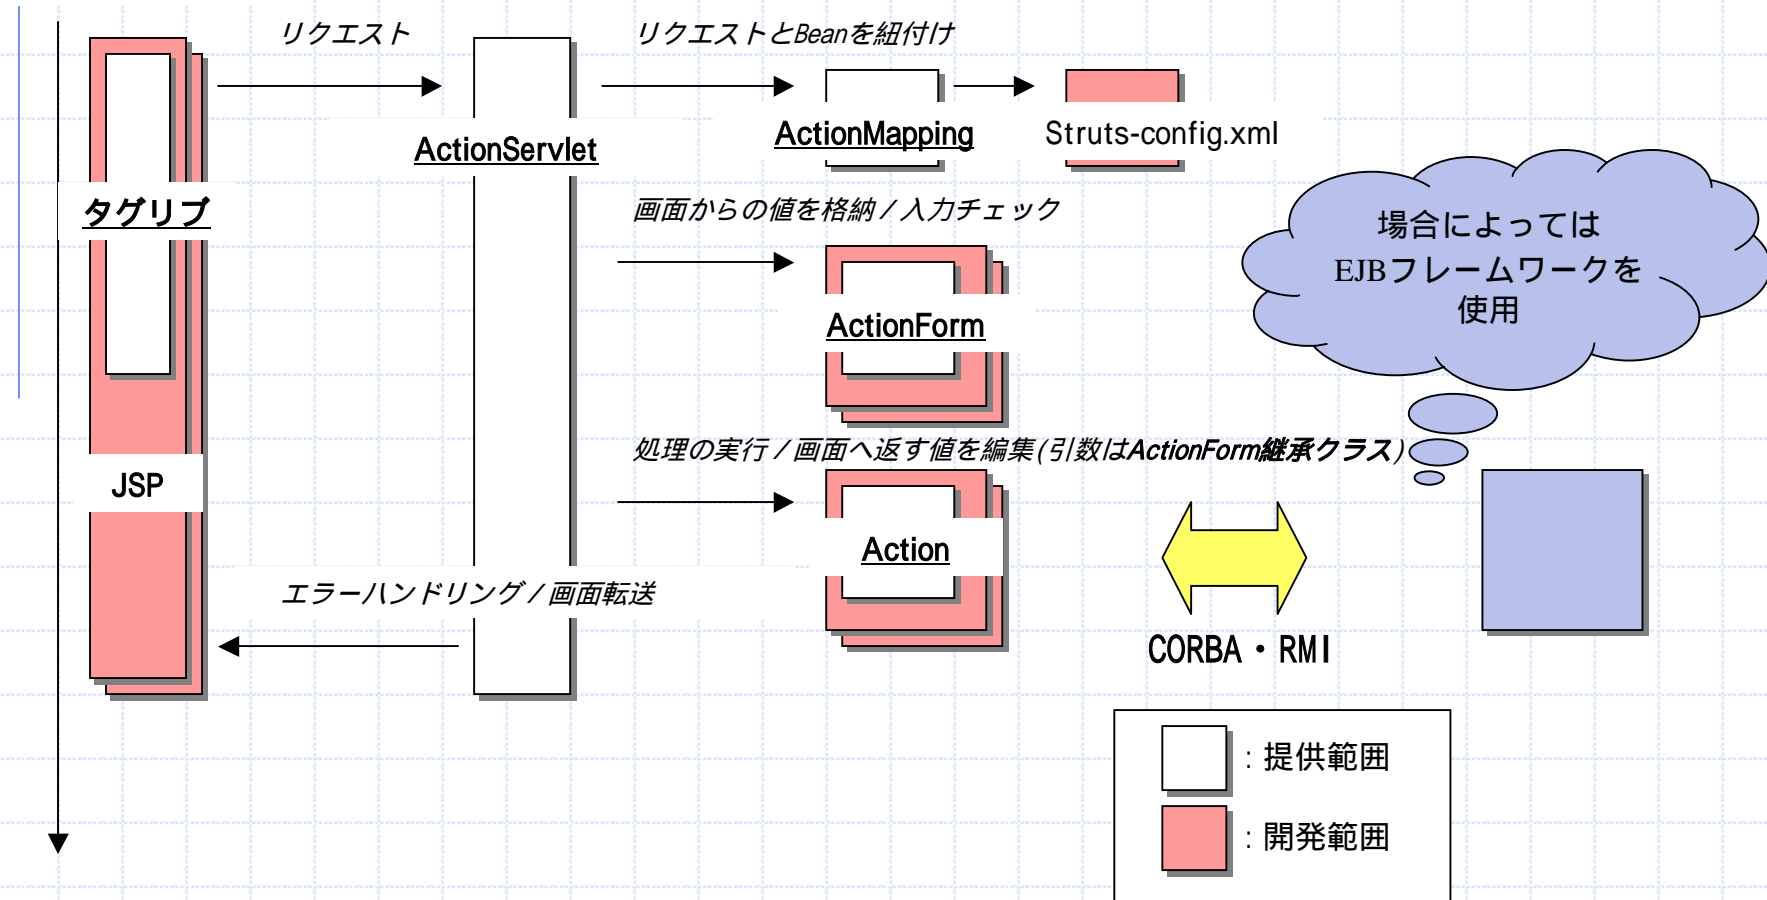 リクエスト
リクエストとBeanを紐付け
ActionServlet
ActionMapping
Struts-config.xml
タグリブ
画面からの値を格納/入力チェック
場合によっては
EJBフレームワークを
使用
ActionForm
処理の実行/画面へ返す値を編集(引数はActionForm継承クラス)
JSP
Action
エラーハンドリング/画面転送
CORBA・RMI
:提供範囲
:開発範囲